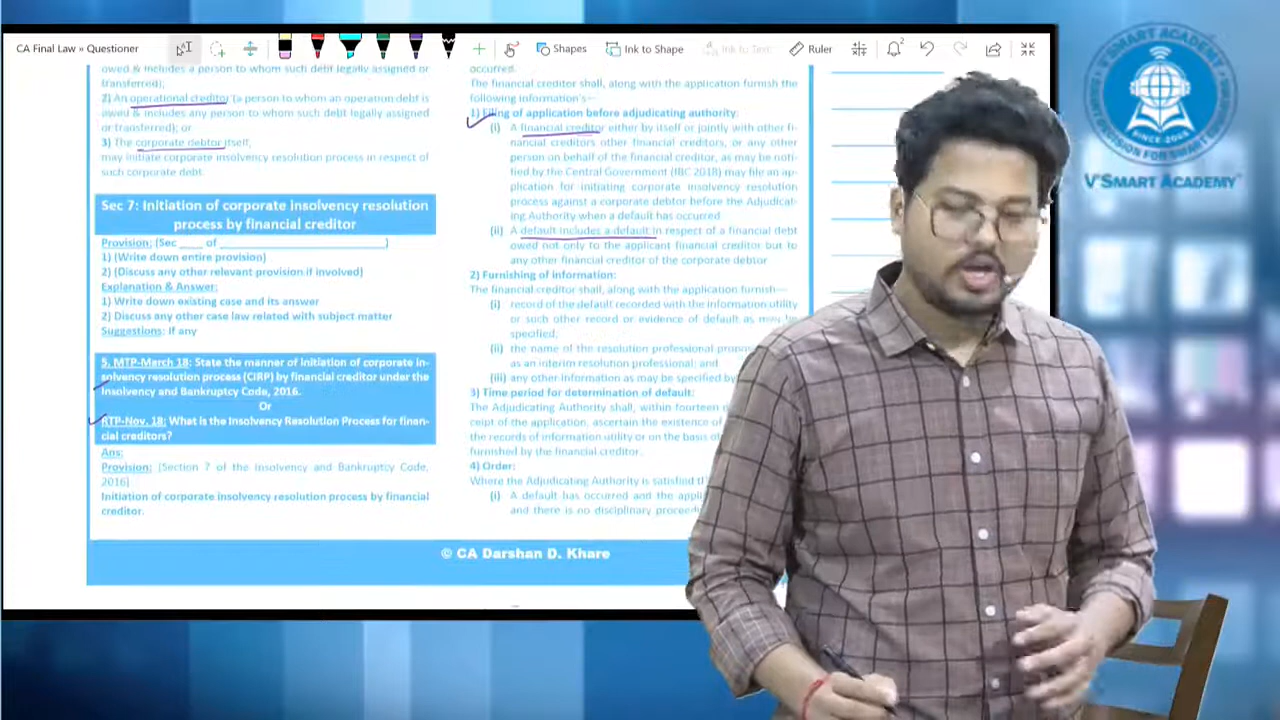 CA Final Law » Questioner
Shapes
Ink to Shape
Ink to Text
Ruler
owed & includes a person to whom such debt legally assigned or
transferred);
2) An operational creditor (a person to whom an operation debt is
owed & includes any person to whom such debt legally assigned
or transferred); or
3) The corporate debtor itself,
may initiate corporate insolvency resolution process in respect of
such corporate debt
Sec 7: Initiation of corporate insolvency resolution
process by financial creditor
Provision: (Sec ____ of ______________________________)
1) (Write down entire provision)
2) (Discuss any other relevant provision if involved)
Explanation & Answer:
1) Write down existing case and its answer
2) Discuss any other case law related with subject matter
Suggestions: If any
5. MTP-March 18: State the manner of initiation of corporate in-
solvency resolution process (CIRP) by financial creditor under the
Insolvency and Bankruptcy Code, 2016.
Or
RTP-Nov. 18: What is the Insolvency Resolution Process for finan-
cial creditors?
Ans:
Provision: [Section 7 of the Insolvency and Bankruptcy Code,
2016]
Initiation of corporate insolvency resolution process by financial
creditor.
occurred.
The financial creditor shall, along with the application furnish the
following information's—
1) Filing of application before adjudicating authority:
(i) A financial creditor either by itself or jointly with other fi-
nancial creditors other financial creditors, or any other
person on behalf of the financial creditor, as may be noti-
fied by the Central Government (IBC 2018) may file an ap-
plication for initiating corporate insolvency resolution
process against a corporate debtor before the Adjudicat-
ing Authority when a default has occurred
(ii) A default includes a default in respect of a financial debt
owed not only to the applicant financial creditor but to
any other financial creditor of the corporate debtor
2) Furnishing of information:
The financial creditor shall, along with the application furnish—
(i) record of the default recorded with the information utility
or such other record or evidence of default as may be
specified;
(ii) the name of the resolution professional
as an interim resolution professional; and
(iii) any other information as may be specified by
3) Time period for determination of default:
The Adjudicating Authority shall, within fourteen
ceipt of the application, ascertain the existence of
the records of information utility or on the basis of
furnished by the financial creditor.
4) Order:
Where the Adjudicating Authority is satisfied
(i) A default has occurred and the
and there is no disciplinary
© CA Darshan D. Khare
SINCE 2008
V'SMART ACADEMY